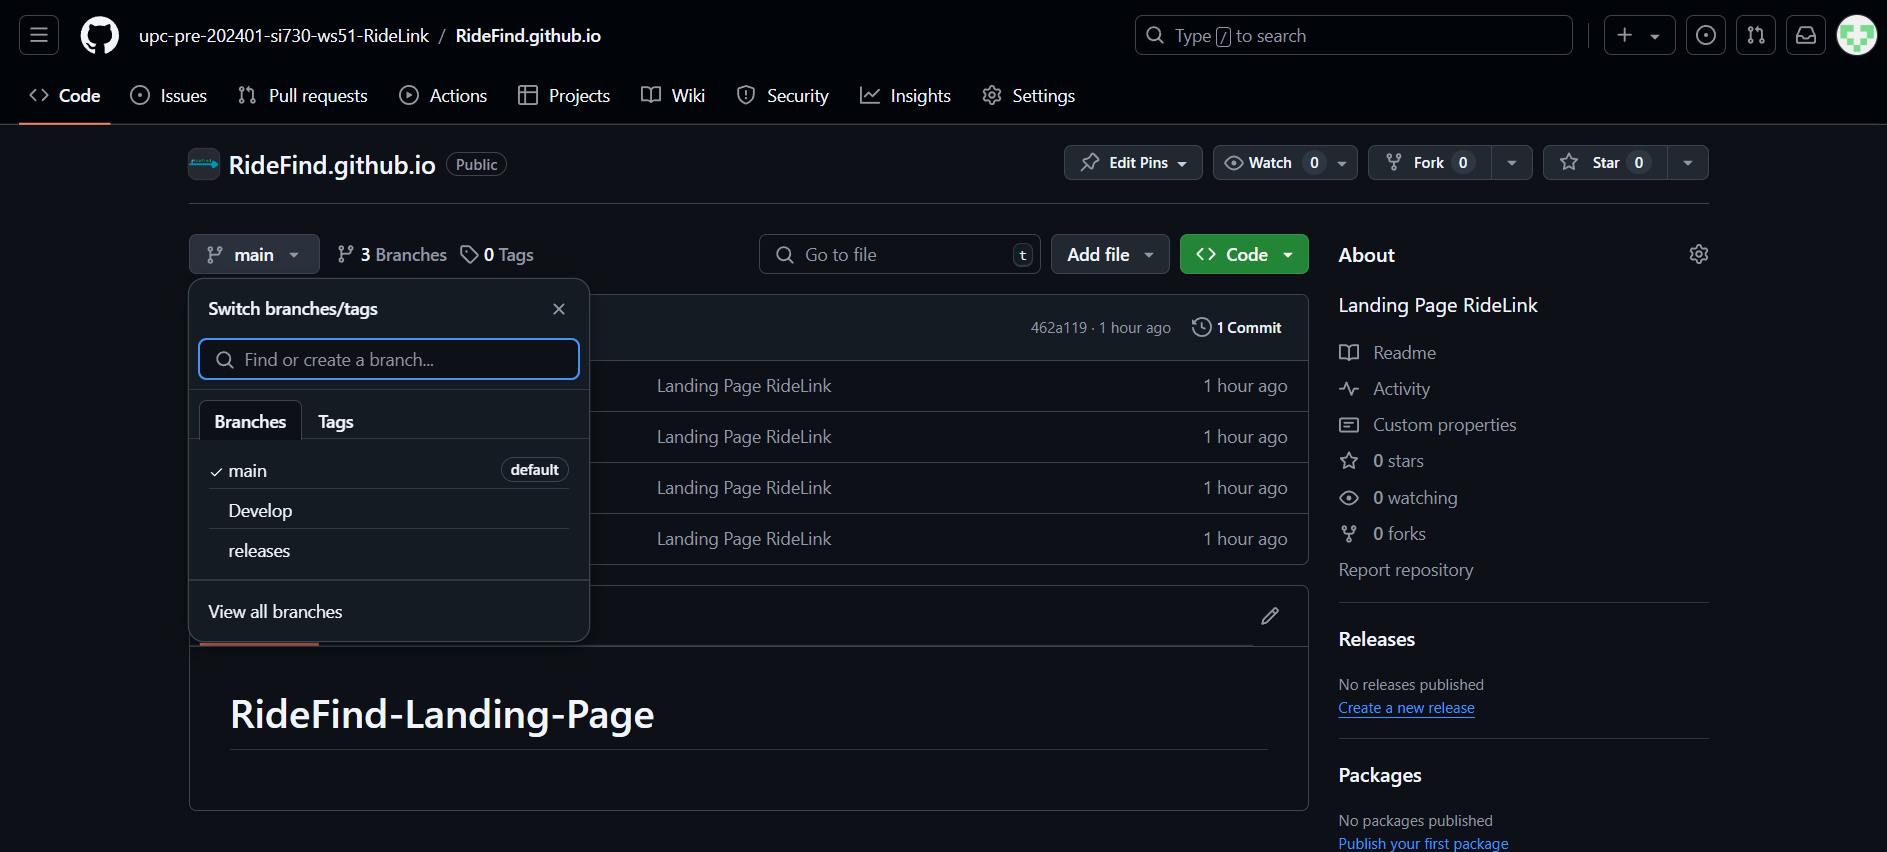 upc-pre-202401-si730-ws51-RideLink / RideFind.github.io
Type / to search
Code Issues Pull requests Actions Projects Wiki Security Insights Settings
RideFind.github.io Public
Edit Pins Watch 0 Fork 0 Star 0
main 3 Branches 0 Tags
Go to file t Add file Code
Switch branches/tags
Find or create a branch...
Branches Tags
main default
Develop
releases
View all branches
462a119 · 1 hour ago 1 Commit
Landing Page RideLink 1 hour ago
Landing Page RideLink 1 hour ago
Landing Page RideLink 1 hour ago
Landing Page RideLink 1 hour ago
RideFind-Landing-Page
About
Landing Page RideLink
Readme
Activity
Custom properties
0 stars
0 watching
0 forks
Report repository
Releases
No releases published
Create a new release
Packages
No packages published
Publish your first package